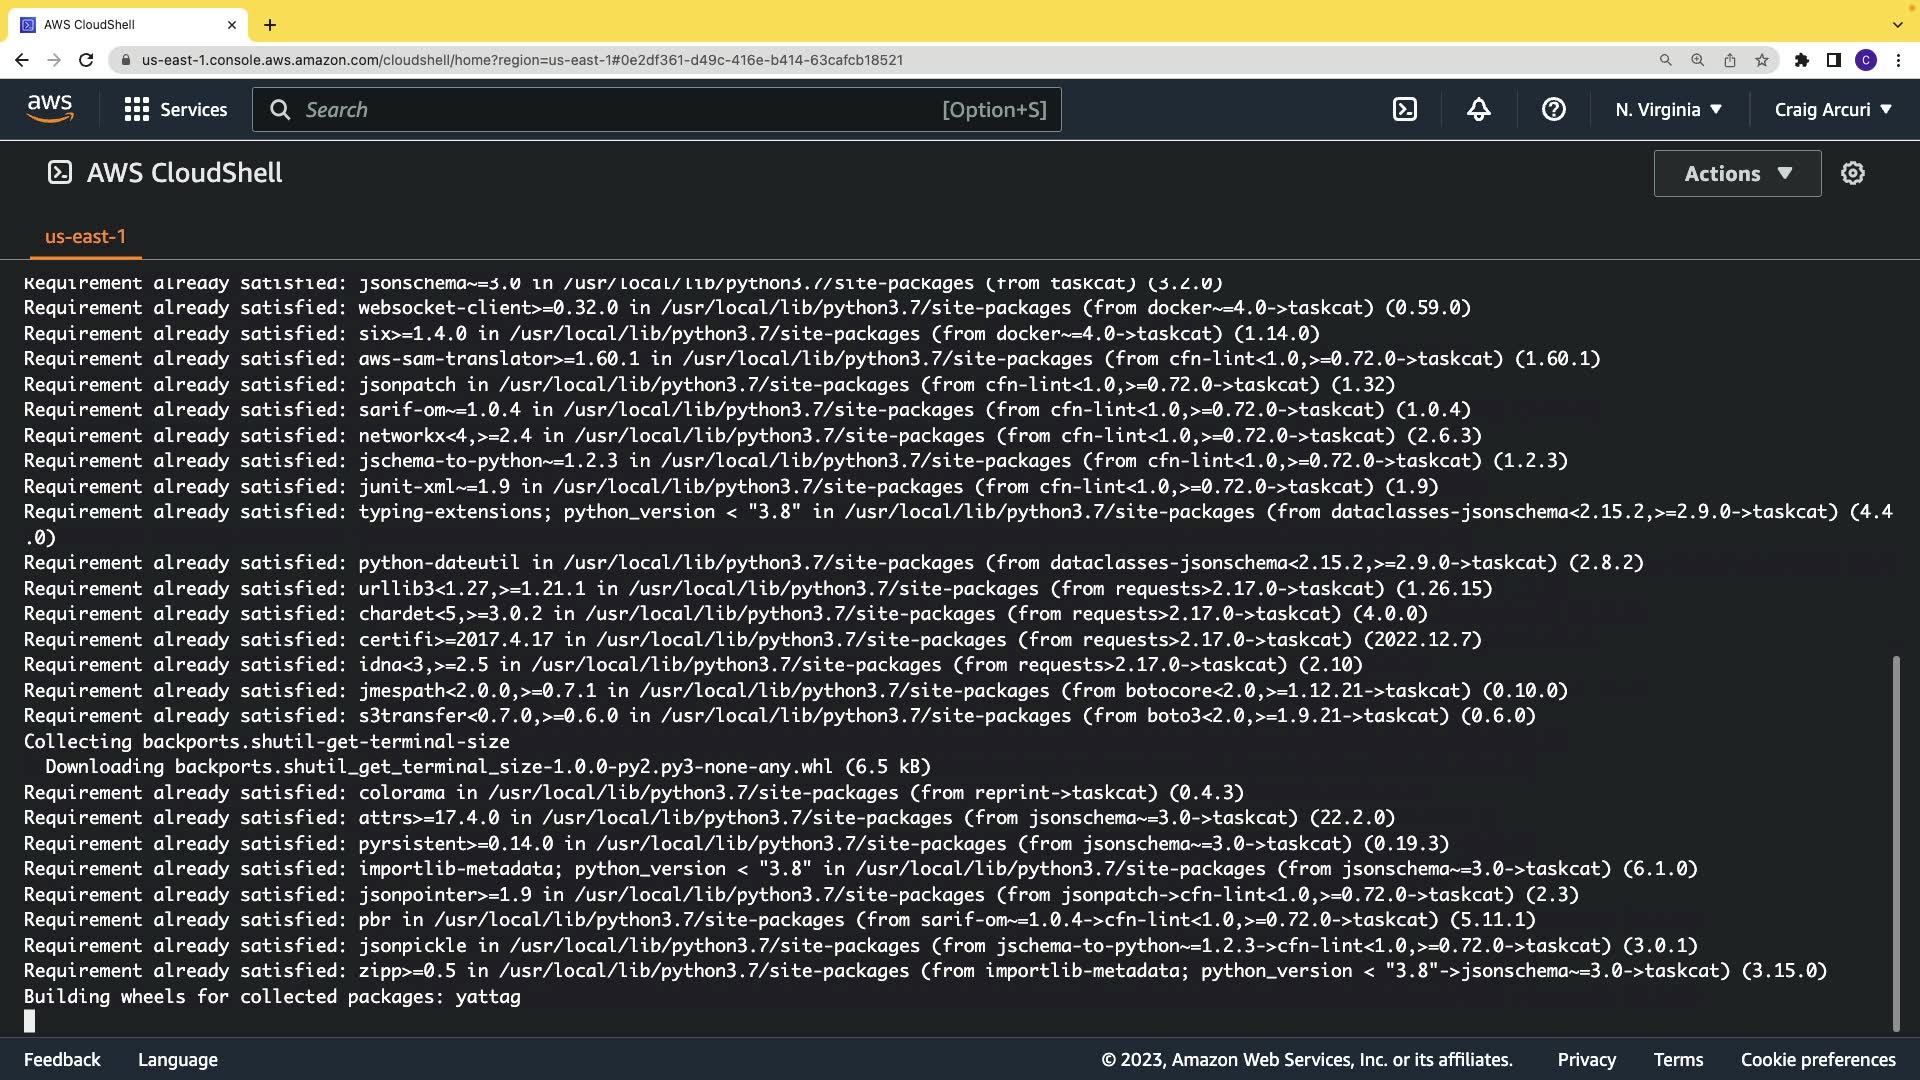 AWS CloudShell
us-east-1.console.aws.amazon.com/cloudshell/home?region=us-east-1#0e2df361-d49c-416e-b414-63cafcb18521
C
aws
Services
Search
[Option+S]
N. Virginia
Craig Arcuri
AWS CloudShell
Actions
us-east-1
Requirement already satisfied: jsonschema~=3.0 in /usr/local/lib/python3.7/site-packages (from taskcat) (3.2.0)
Requirement already satisfied: websocket-client>=0.32.0 in /usr/local/lib/python3.7/site-packages (from docker~=4.0->taskcat) (0.59.0)
Requirement already satisfied: six>=1.4.0 in /usr/local/lib/python3.7/site-packages (from docker~=4.0->taskcat) (1.14.0)
Requirement already satisfied: aws-sam-translator>=1.60.1 in /usr/local/lib/python3.7/site-packages (from cfn-lint<1.0,>=0.72.0->taskcat) (1.60.1)
Requirement already satisfied: jsonpatch in /usr/local/lib/python3.7/site-packages (from cfn-lint<1.0,>=0.72.0->taskcat) (1.32)
Requirement already satisfied: sarif-om~=1.0.4 in /usr/local/lib/python3.7/site-packages (from cfn-lint<1.0,>=0.72.0->taskcat) (1.0.4)
Requirement already satisfied: networkx<4,>=2.4 in /usr/local/lib/python3.7/site-packages (from cfn-lint<1.0,>=0.72.0->taskcat) (2.6.3)
Requirement already satisfied: jschema-to-python~=1.2.3 in /usr/local/lib/python3.7/site-packages (from cfn-lint<1.0,>=0.72.0->taskcat) (1.2.3)
Requirement already satisfied: junit-xml~=1.9 in /usr/local/lib/python3.7/site-packages (from cfn-lint<1.0,>=0.72.0->taskcat) (1.9)
Requirement already satisfied: typing-extensions; python_version < "3.8" in /usr/local/lib/python3.7/site-packages (from dataclasses-jsonschema<2.15.2,>=2.9.0->taskcat) (4.4
.0)
Requirement already satisfied: python-dateutil in /usr/local/lib/python3.7/site-packages (from dataclasses-jsonschema<2.15.2,>=2.9.0->taskcat) (2.8.2)
Requirement already satisfied: urllib3<1.27,>=1.21.1 in /usr/local/lib/python3.7/site-packages (from requests>2.17.0->taskcat) (1.26.15)
Requirement already satisfied: chardet<5,>=3.0.2 in /usr/local/lib/python3.7/site-packages (from requests>2.17.0->taskcat) (4.0.0)
Requirement already satisfied: certifi>=2017.4.17 in /usr/local/lib/python3.7/site-packages (from requests>2.17.0->taskcat) (2022.12.7)
Requirement already satisfied: idna<3,>=2.5 in /usr/local/lib/python3.7/site-packages (from requests>2.17.0->taskcat) (2.10)
Requirement already satisfied: jmespath<2.0.0,>=0.7.1 in /usr/local/lib/python3.7/site-packages (from botocore<2.0,>=1.12.21->taskcat) (0.10.0)
Requirement already satisfied: s3transfer<0.7.0,>=0.6.0 in /usr/local/lib/python3.7/site-packages (from boto3<2.0,>=1.9.21->taskcat) (0.6.0)
Collecting backports.shutil-get-terminal-size
  Downloading backports.shutil_get_terminal_size-1.0.0-py2.py3-none-any.whl (6.5 kB)
Requirement already satisfied: colorama in /usr/local/lib/python3.7/site-packages (from reprint->taskcat) (0.4.3)
Requirement already satisfied: attrs>=17.4.0 in /usr/local/lib/python3.7/site-packages (from jsonschema~=3.0->taskcat) (22.2.0)
Requirement already satisfied: pyrsistent>=0.14.0 in /usr/local/lib/python3.7/site-packages (from jsonschema~=3.0->taskcat) (0.19.3)
Requirement already satisfied: importlib-metadata; python_version < "3.8" in /usr/local/lib/python3.7/site-packages (from jsonschema~=3.0->taskcat) (6.1.0)
Requirement already satisfied: jsonpointer>=1.9 in /usr/local/lib/python3.7/site-packages (from jsonpatch->cfn-lint<1.0,>=0.72.0->taskcat) (2.3)
Requirement already satisfied: pbr in /usr/local/lib/python3.7/site-packages (from sarif-om~=1.0.4->cfn-lint<1.0,>=0.72.0->taskcat) (5.11.1)
Requirement already satisfied: jsonpickle in /usr/local/lib/python3.7/site-packages (from jschema-to-python~=1.2.3->cfn-lint<1.0,>=0.72.0->taskcat) (3.0.1)
Requirement already satisfied: zipp>=0.5 in /usr/local/lib/python3.7/site-packages (from importlib-metadata; python_version < "3.8"->jsonschema~=3.0->taskcat) (3.15.0)
Building wheels for collected packages: yattag
Feedback
Language
© 2023, Amazon Web Services, Inc. or its affiliates.
Privacy
Terms
Cookie preferences